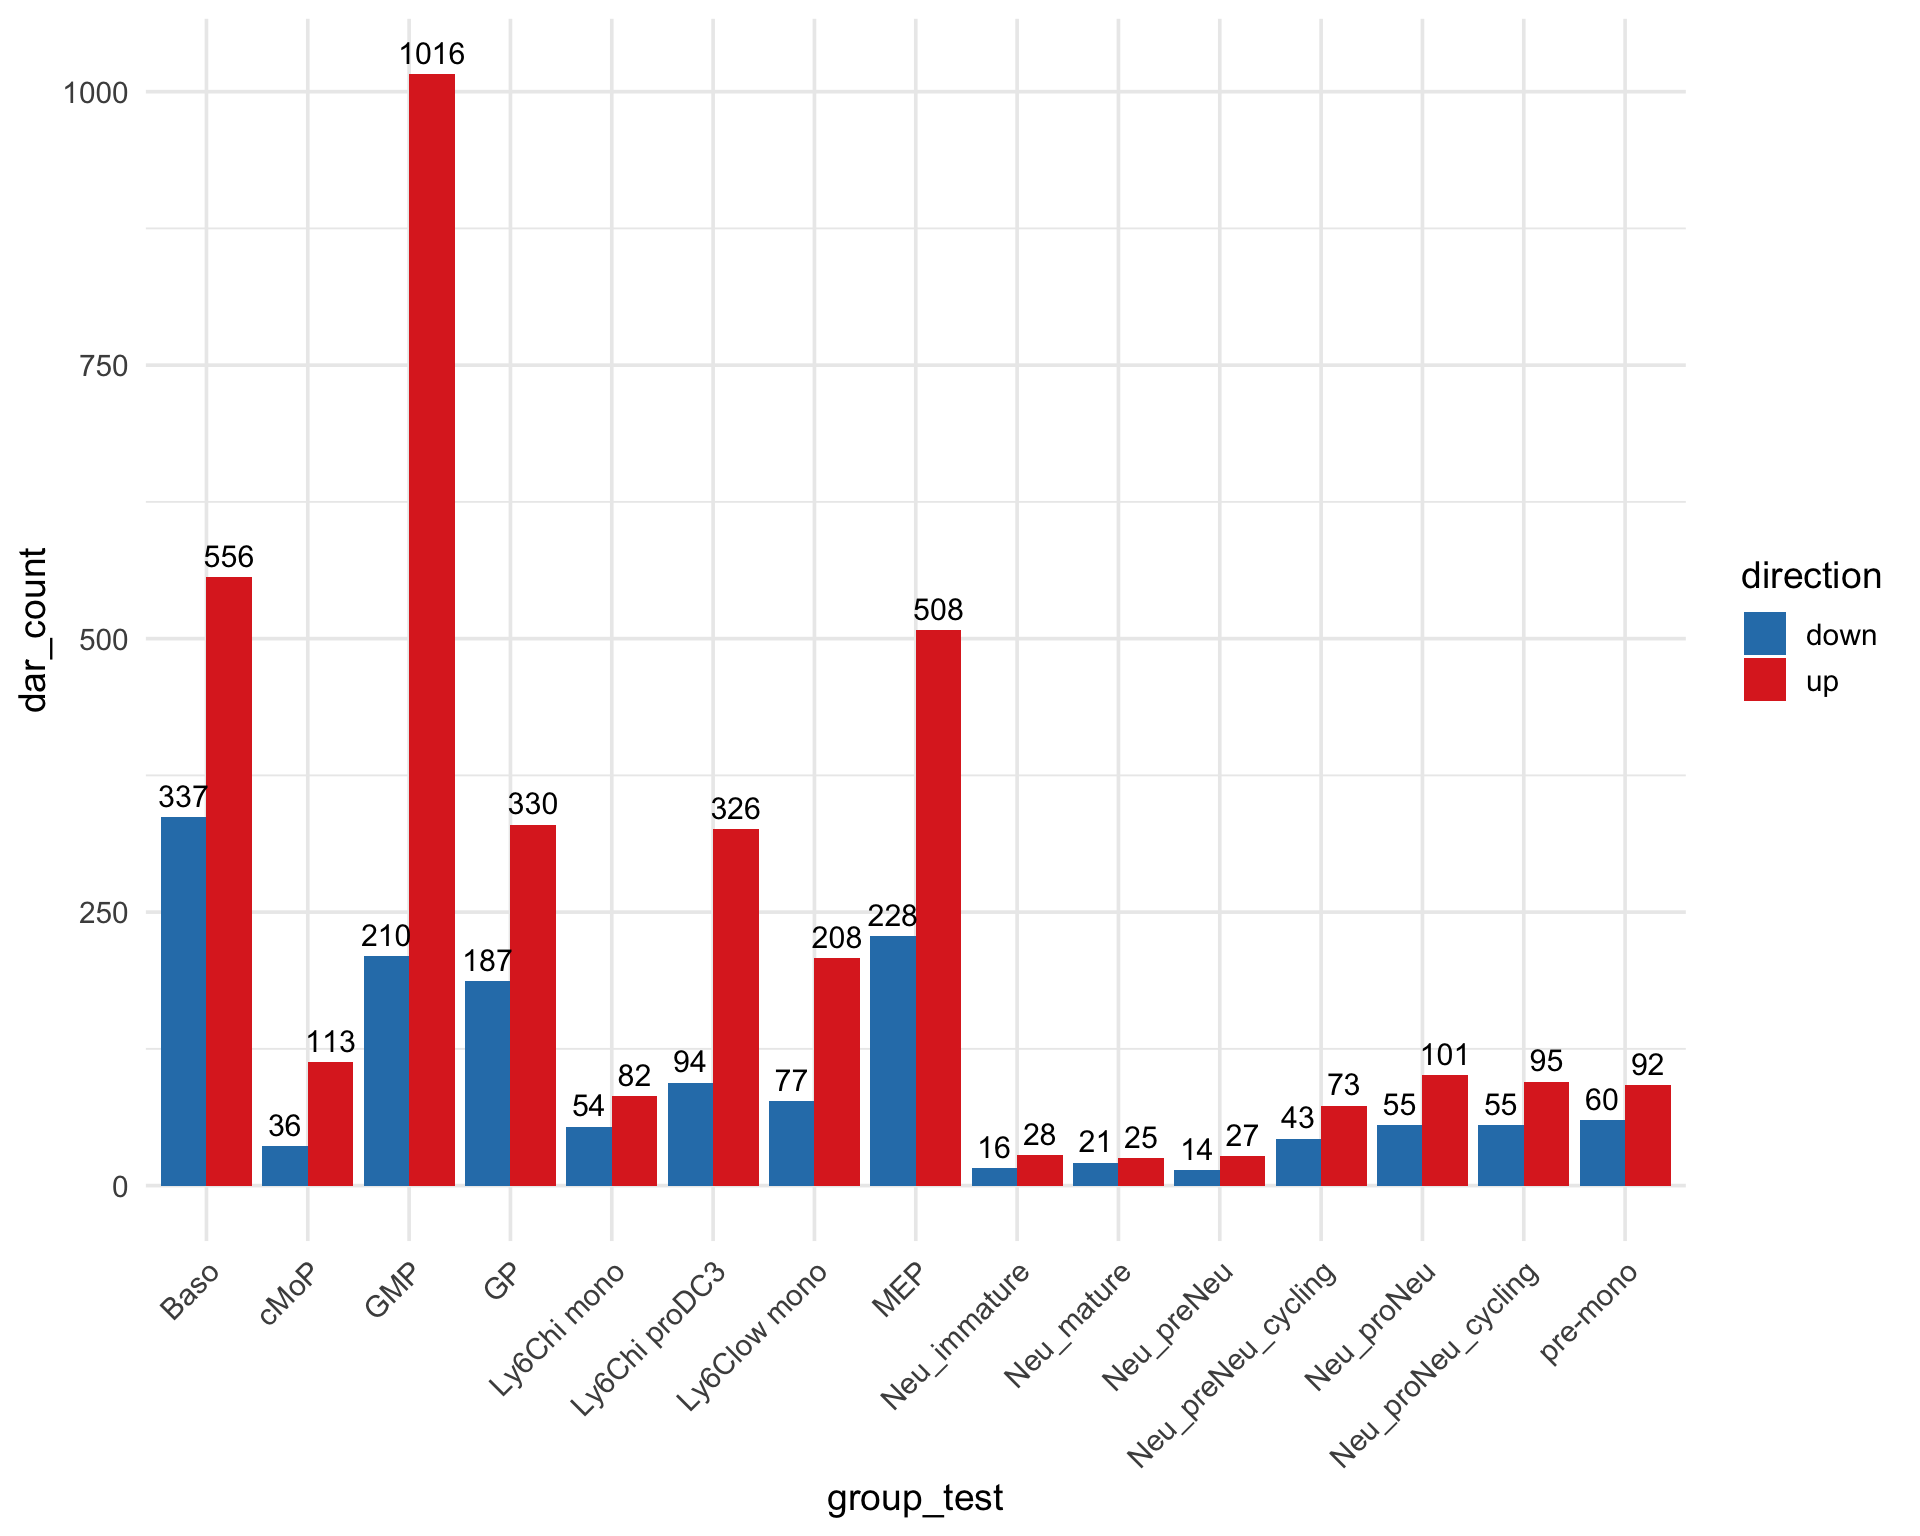 1016
1000
750
556
508
500
337
330
326
250
228
210
208
187
113
101
94
95
92
82
77
73
54
60
55
55
43
36
16
28
21
25
14
27
0
dar_count
direction
down
up
Baso
cMoP
GMP
GP
Ly6Chi mono
Ly6Chi proDC3
Ly6Clow mono
MEP
Neu_immature
Neu_mature
Neu_preNeu
Neu_preNeu_cycling
Neu_proNeu
Neu_proNeu_cycling
pre-mono
group_test